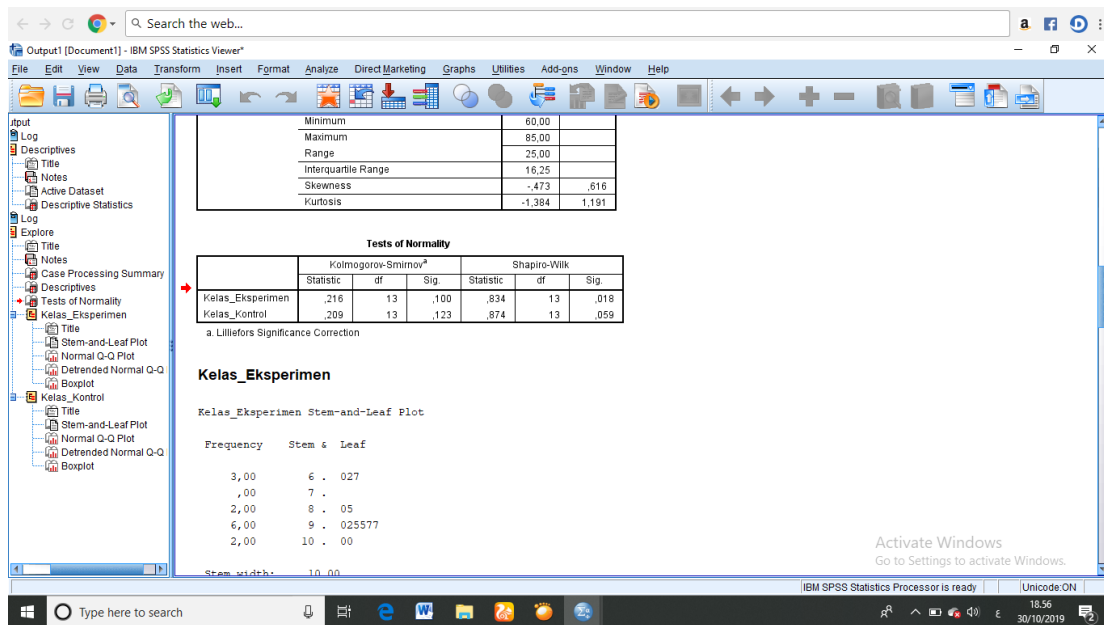 Search the web...
Output1 [Document1] - IBM SPSS Statistics Viewer*
File Edit View Data Transform Insert Format Analyze Direct Marketing Graphs Utilities Add-ons Window Help
itput
Log
Descriptives
Title
Notes
Active Dataset
Descriptive Statistics
Log
Explore
Title
Notes
Case Processing Summary
Descriptives
Tests of Normality
Kelas_Eksperimen
Title
Stem-and-Leaf Plot
Normal Q-Q Plot
Detrended Normal Q-Q
Boxplot
Kelas_Kontrol
Title
Stem-and-Leaf Plot
Normal Q-Q Plot
Detrended Normal Q-Q
Boxplot
Minimum 60,00
Maximum 85,00
Range 25,00
Interquartile Range 16,25
Skewness -,473 ,616
Kurtosis -1,384 1,191
Tests of Normality
Kolmogorov-Smirnov^a Shapiro-Wilk
Statistic df Sig. Statistic df Sig.
Kelas_Eksperimen ,216 13 ,100 ,834 13 ,018
Kelas_Kontrol ,209 13 ,123 ,874 13 ,059
a. Lilliefors Significance Correction
Kelas_Eksperimen
Kelas_Eksperimen Stem-and-Leaf Plot
Frequency Stem & Leaf
3,00 6 . 027
,00 7 .
2,00 8 . 05
6,00 9 . 025577
2,00 10 . 00
Stem width: 10,00
Activate Windows
Go to Settings to activate Windows.
IBM SPSS Statistics Processor is ready Unicode:ON
Type here to search
ع
18.56
30/10/2019
2